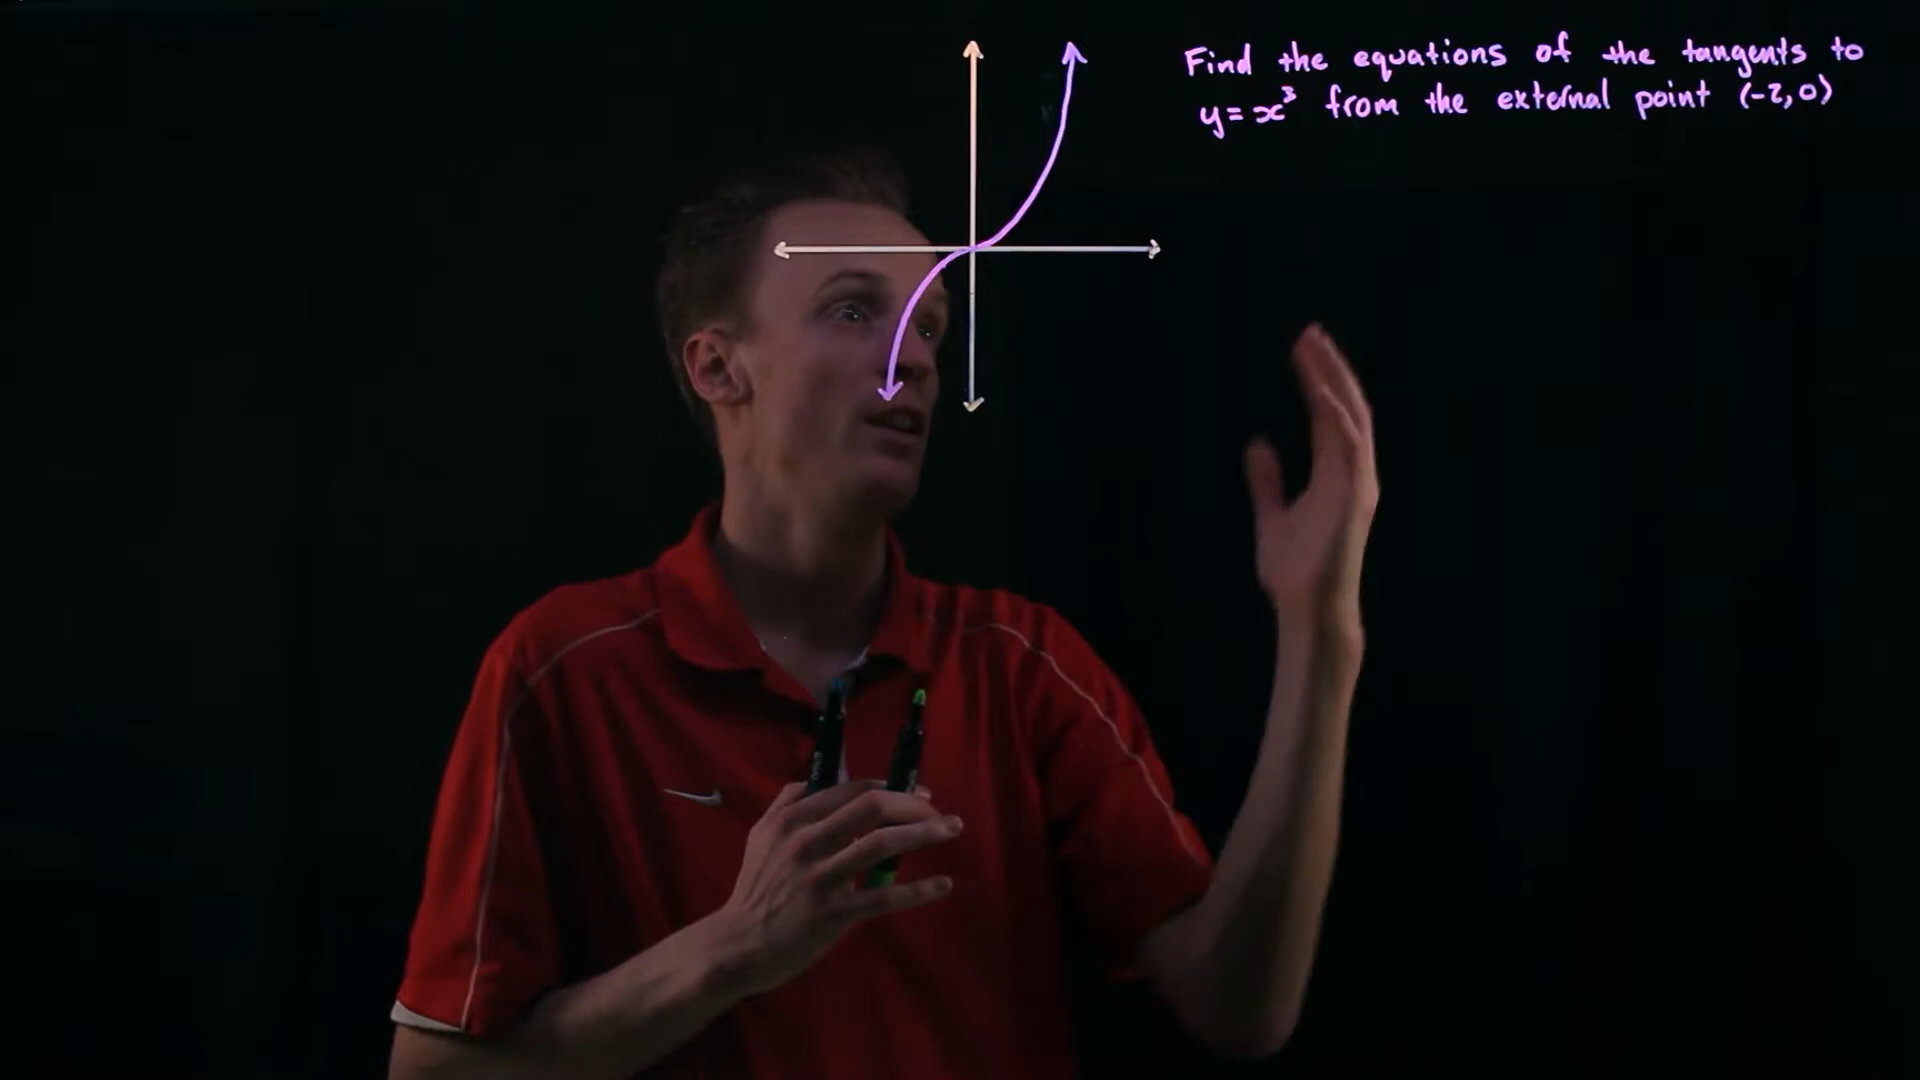 Find the equations of the tangents to
y=x³ from the external point (-2,0)